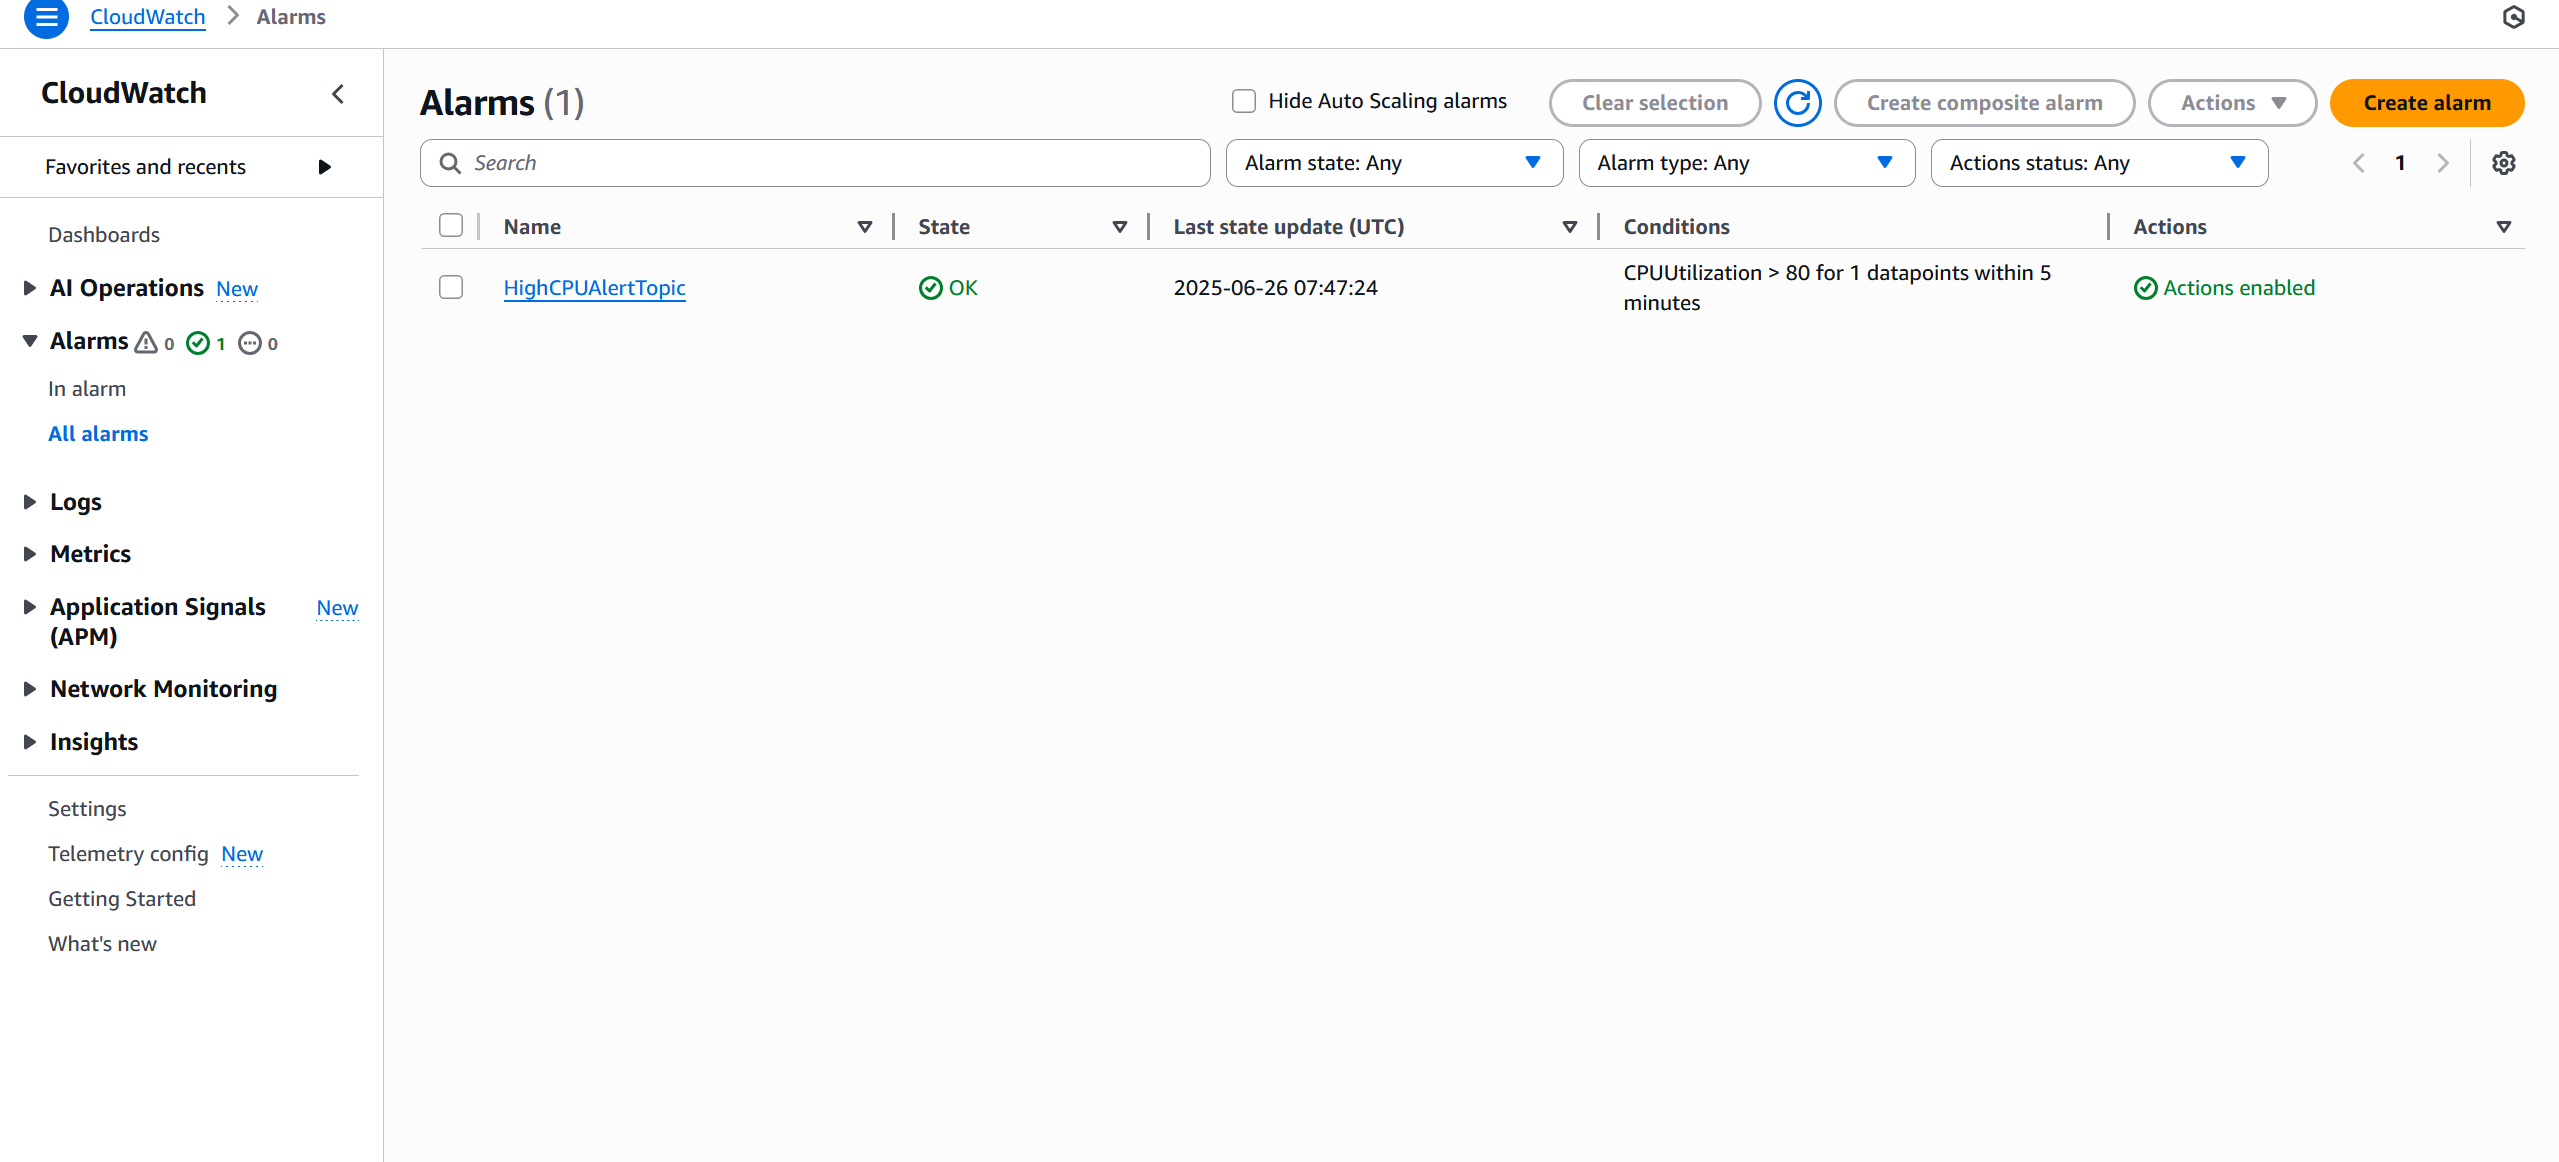 CloudWatch > Alarms
CloudWatch
Favorites and recents
Dashboards
AI Operations New
Alarms 0 1 0
In alarm
All alarms
Logs
Metrics
Application Signals New
(APM)
Network Monitoring
Insights
Settings
Telemetry config New
Getting Started
What's new
Alarms (1)
Hide Auto Scaling alarms
Clear selection
Create composite alarm
Actions
Create alarm
Search
Alarm state: Any
Alarm type: Any
Actions status: Any
1
Name State Last state update (UTC) Conditions Actions
HighCPUAlertTopic OK 2025-06-26 07:47:24 CPUUtilization > 80 for 1 datapoints within 5
minutes
Actions enabled